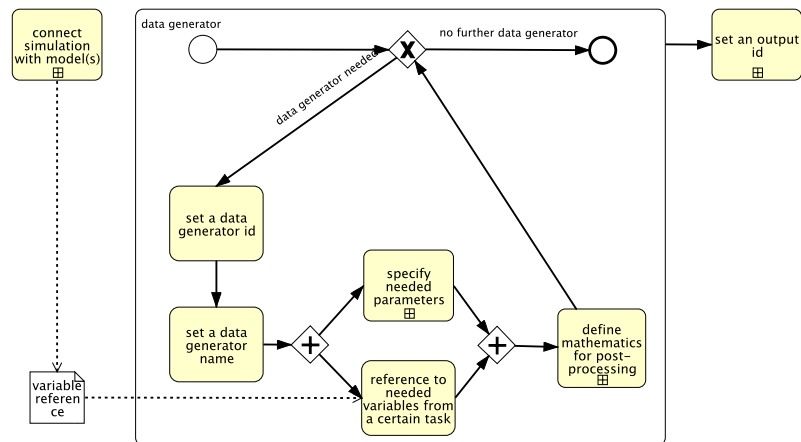 connect
simulation
with model(s)
data generator
no further data generator
set an output
id
data generator needed
set a data
generator id
specify
needed
parameters
set a data
generator
name
define
mathematics
for post-
processing
variable
referen
ce
reference to
needed
variables from
a certain task